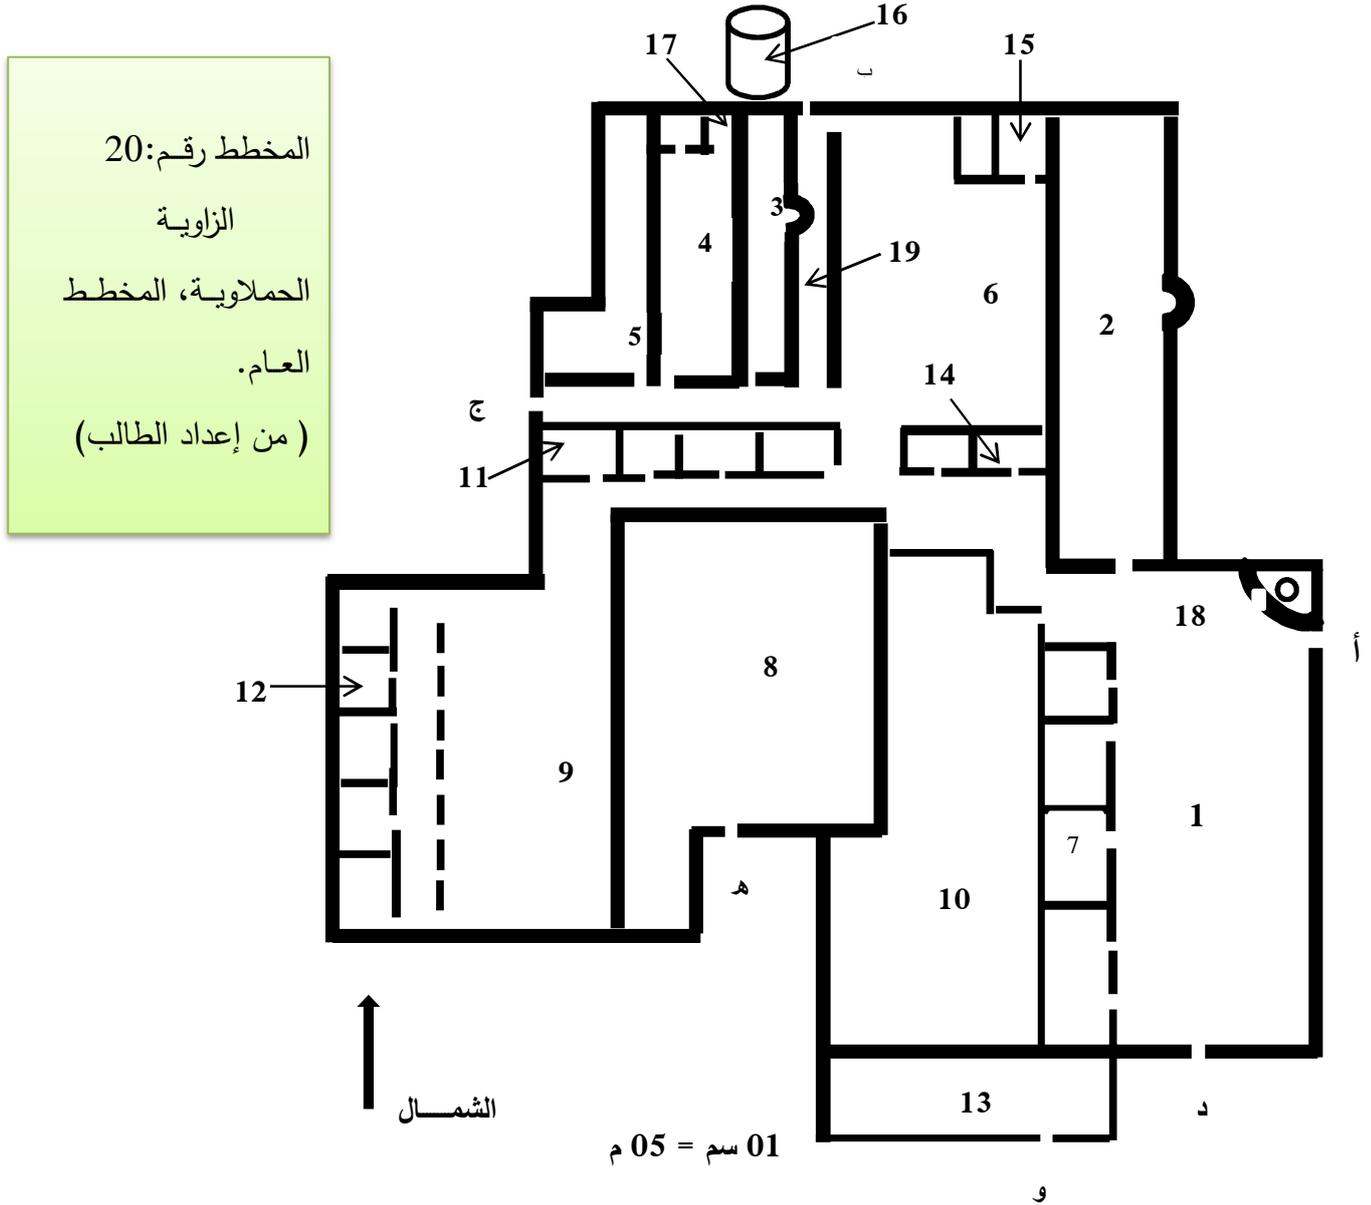 المخطط رقم:20
الزاوية
الحملاوية، المخطط
العام.
( من إعداد الطالب)
16
17
15
3
4
19
6
2
5
14
ج
11
18
أ
8
12
9
1
7
ه
10
13
الشمال
د
01 سم = 05 م
و